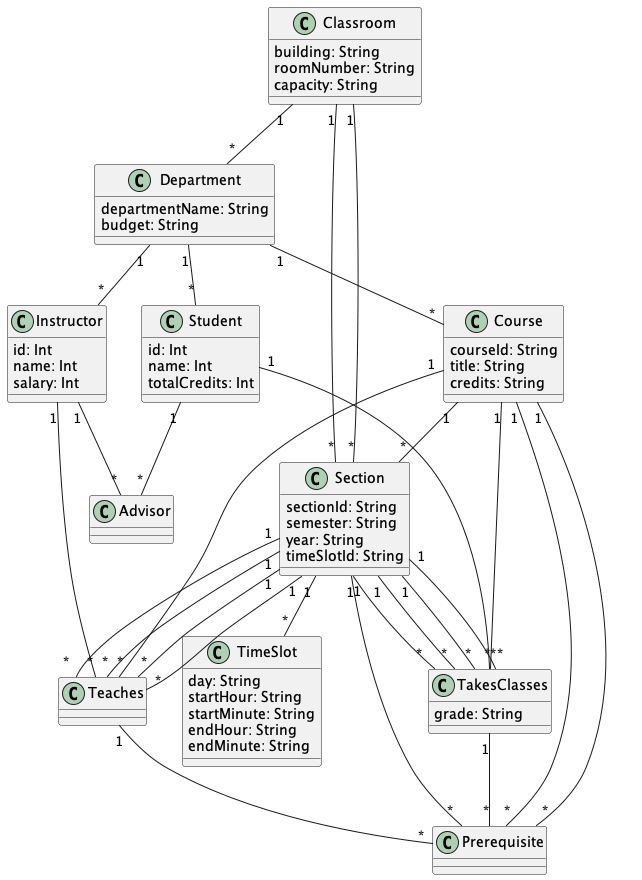 C Classroom
building: String
roomNumber: String
capacity: String
1 1 1
*
C Department
departmentName: String
budget: String
1 1 1
* * *
C Instructor
id: Int
name: Int
salary: Int
C Student
id: Int
name: Int
totalCredits: Int
C Course
courseId: String
title: String
credits: String
1 1
1 1 1 1 1 1 1
* * *
* *
C Section
sectionId: String
semester: String
year: String
timeSlotId: String
C Advisor
1 1
1
1 1 1 1 1 1 1
*
* * * * * * * ***
*
C TimeSlot
day: String
startHour: String
startMinute: String
endHour: String
endMinute: String
C Teaches
C TakesClasses
grade: String
1 1
* * * *
*
C Prerequisite